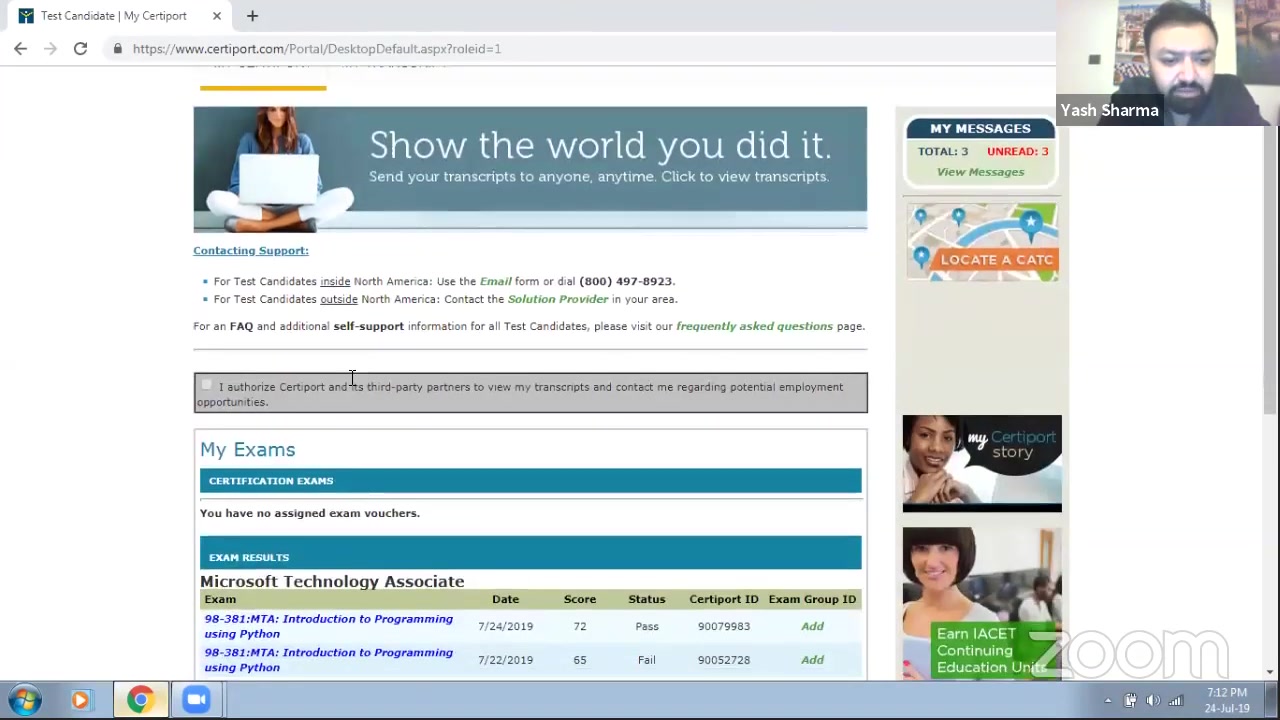 Test Candidate | My Certiport
https://www.certiport.com/Portal/DesktopDefault.aspx?roleid=1
Yash Sharma
Show the world you did it.
Send your transcripts to anyone, anytime. Click to view transcripts.
MY MESSAGES
TOTAL: 3 UNREAD: 3
View Messages
LOCATE A CATC
Contacting Support:
For Test Candidates inside North America: Use the Email form or dial (800) 497-8923.
For Test Candidates outside North America: Contact the Solution Provider in your area.
For an FAQ and additional self-support information for all Test Candidates, please visit our frequently asked questions page.
I authorize Certiport and its third-party partners to view my transcripts and contact me regarding potential employment
opportunities.
my Certiport
story
My Exams
CERTIFICATION EXAMS
You have no assigned exam vouchers.
EXAM RESULTS
Microsoft Technology Associate
Exam Date Score Status Certiport ID Exam Group ID
98-381:MTA: Introduction to Programming
using Python 7/24/2019 72 Pass 90079983 Add
98-381:MTA: Introduction to Programming
using Python 7/22/2019 65 Fail 90052728 Add
Earn IACET
Continuing
Education Units
zoom
7:12 PM
24-Jul-19